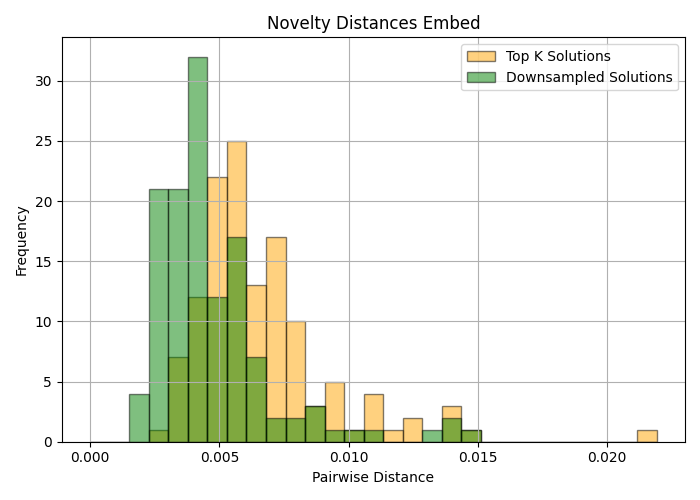 Novelty Distances Embed
Top K Solutions
Downsampled Solutions
Frequency
30
25
20
15
10
5
0
0.000 0.005 0.010 0.015 0.020
Pairwise Distance